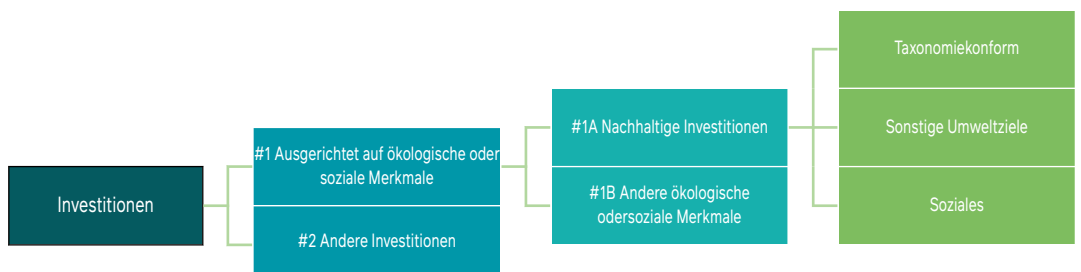 Investitionen
#1 Ausgerichtet auf ökologische oder
soziale Merkmale
#2 Andere Investitionen
#1A Nachhaltige Investitionen
#1B Andere ökologische
odersoziale Merkmale
Taxonomiekonform
Sonstige Umweltziele
Soziales